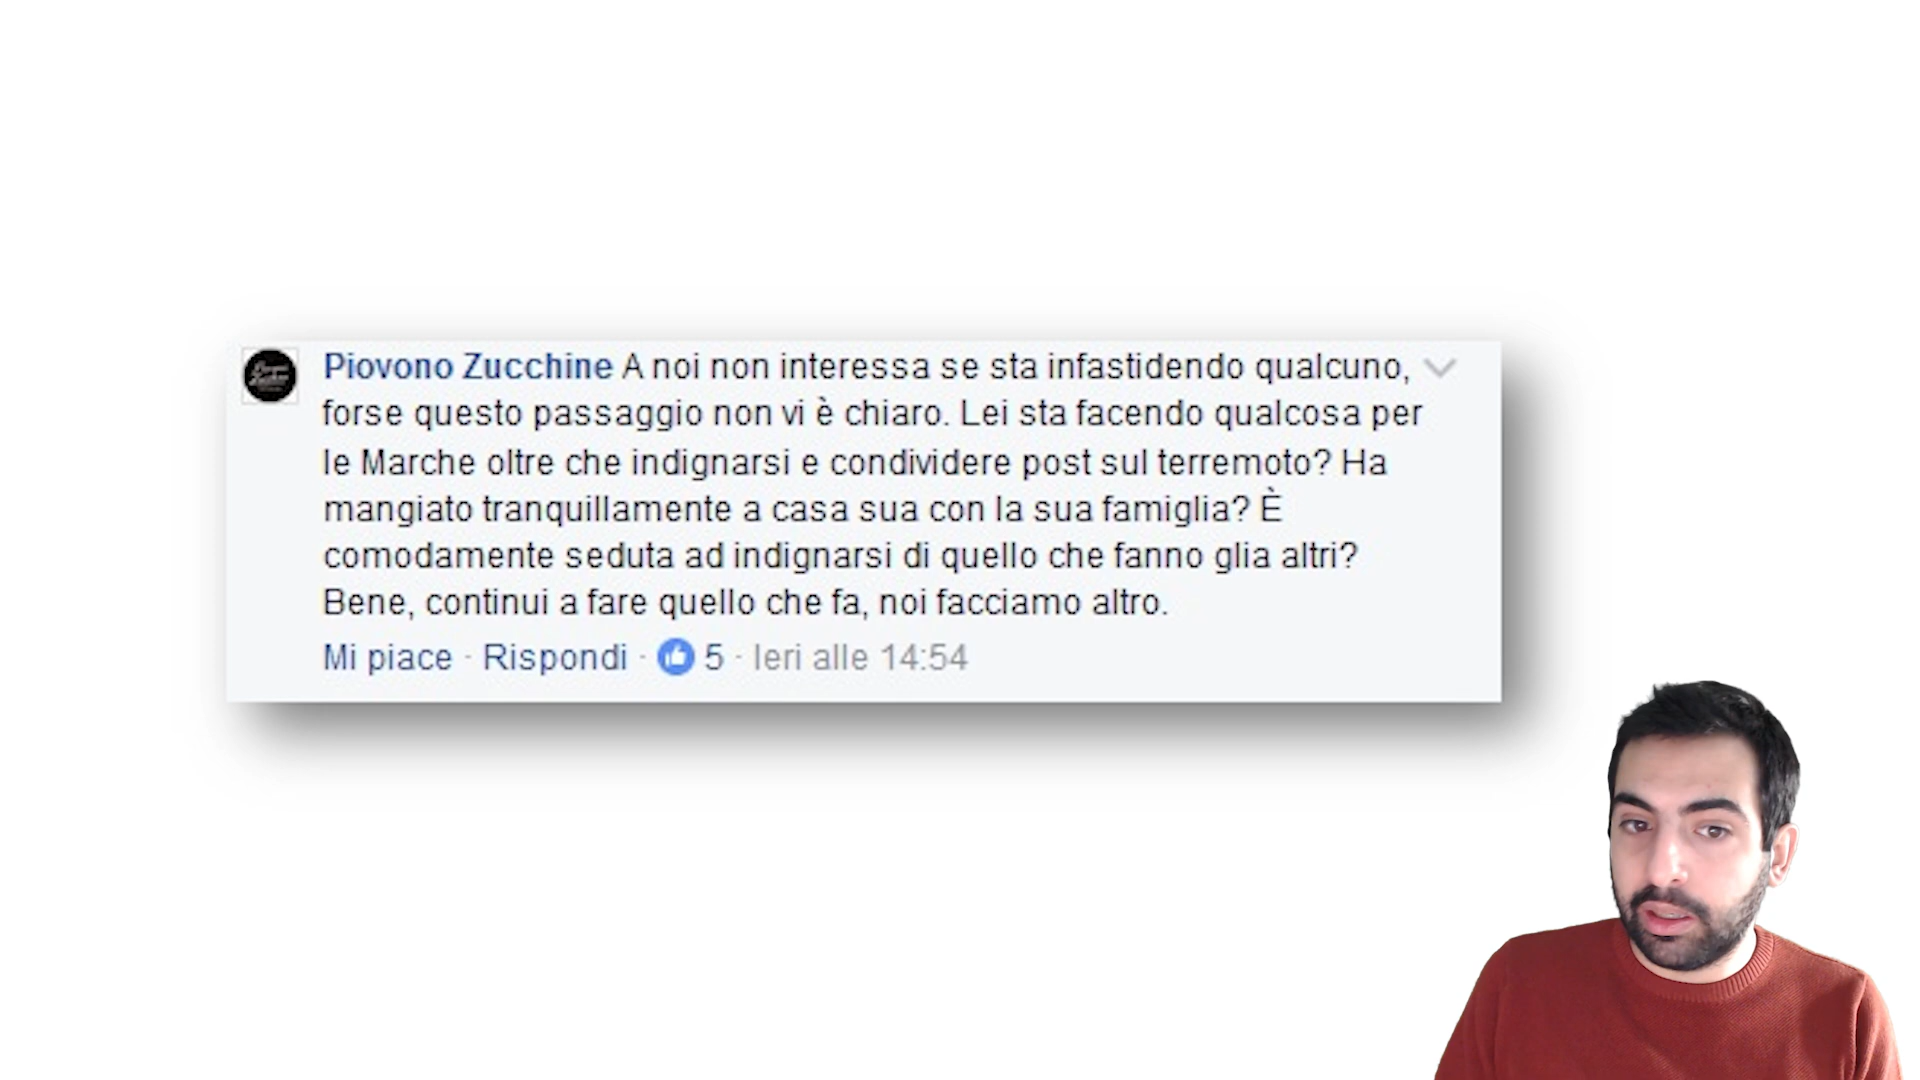 Piovono Zucchine A noi non interessa se sta infastidendo qualcuno,
forse questo passaggio non vi è chiaro. Lei sta facendo qualcosa per
le Marche oltre che indignarsi e condividere post sul terremoto? Ha
mangiato tranquillamente a casa sua con la sua famiglia? È
comodamente seduta ad indignarsi di quello che fanno glia altri?
Bene, continui a fare quello che fa, noi facciamo altro.
Mi piace · Rispondi · 5 · Ieri alle 14:54